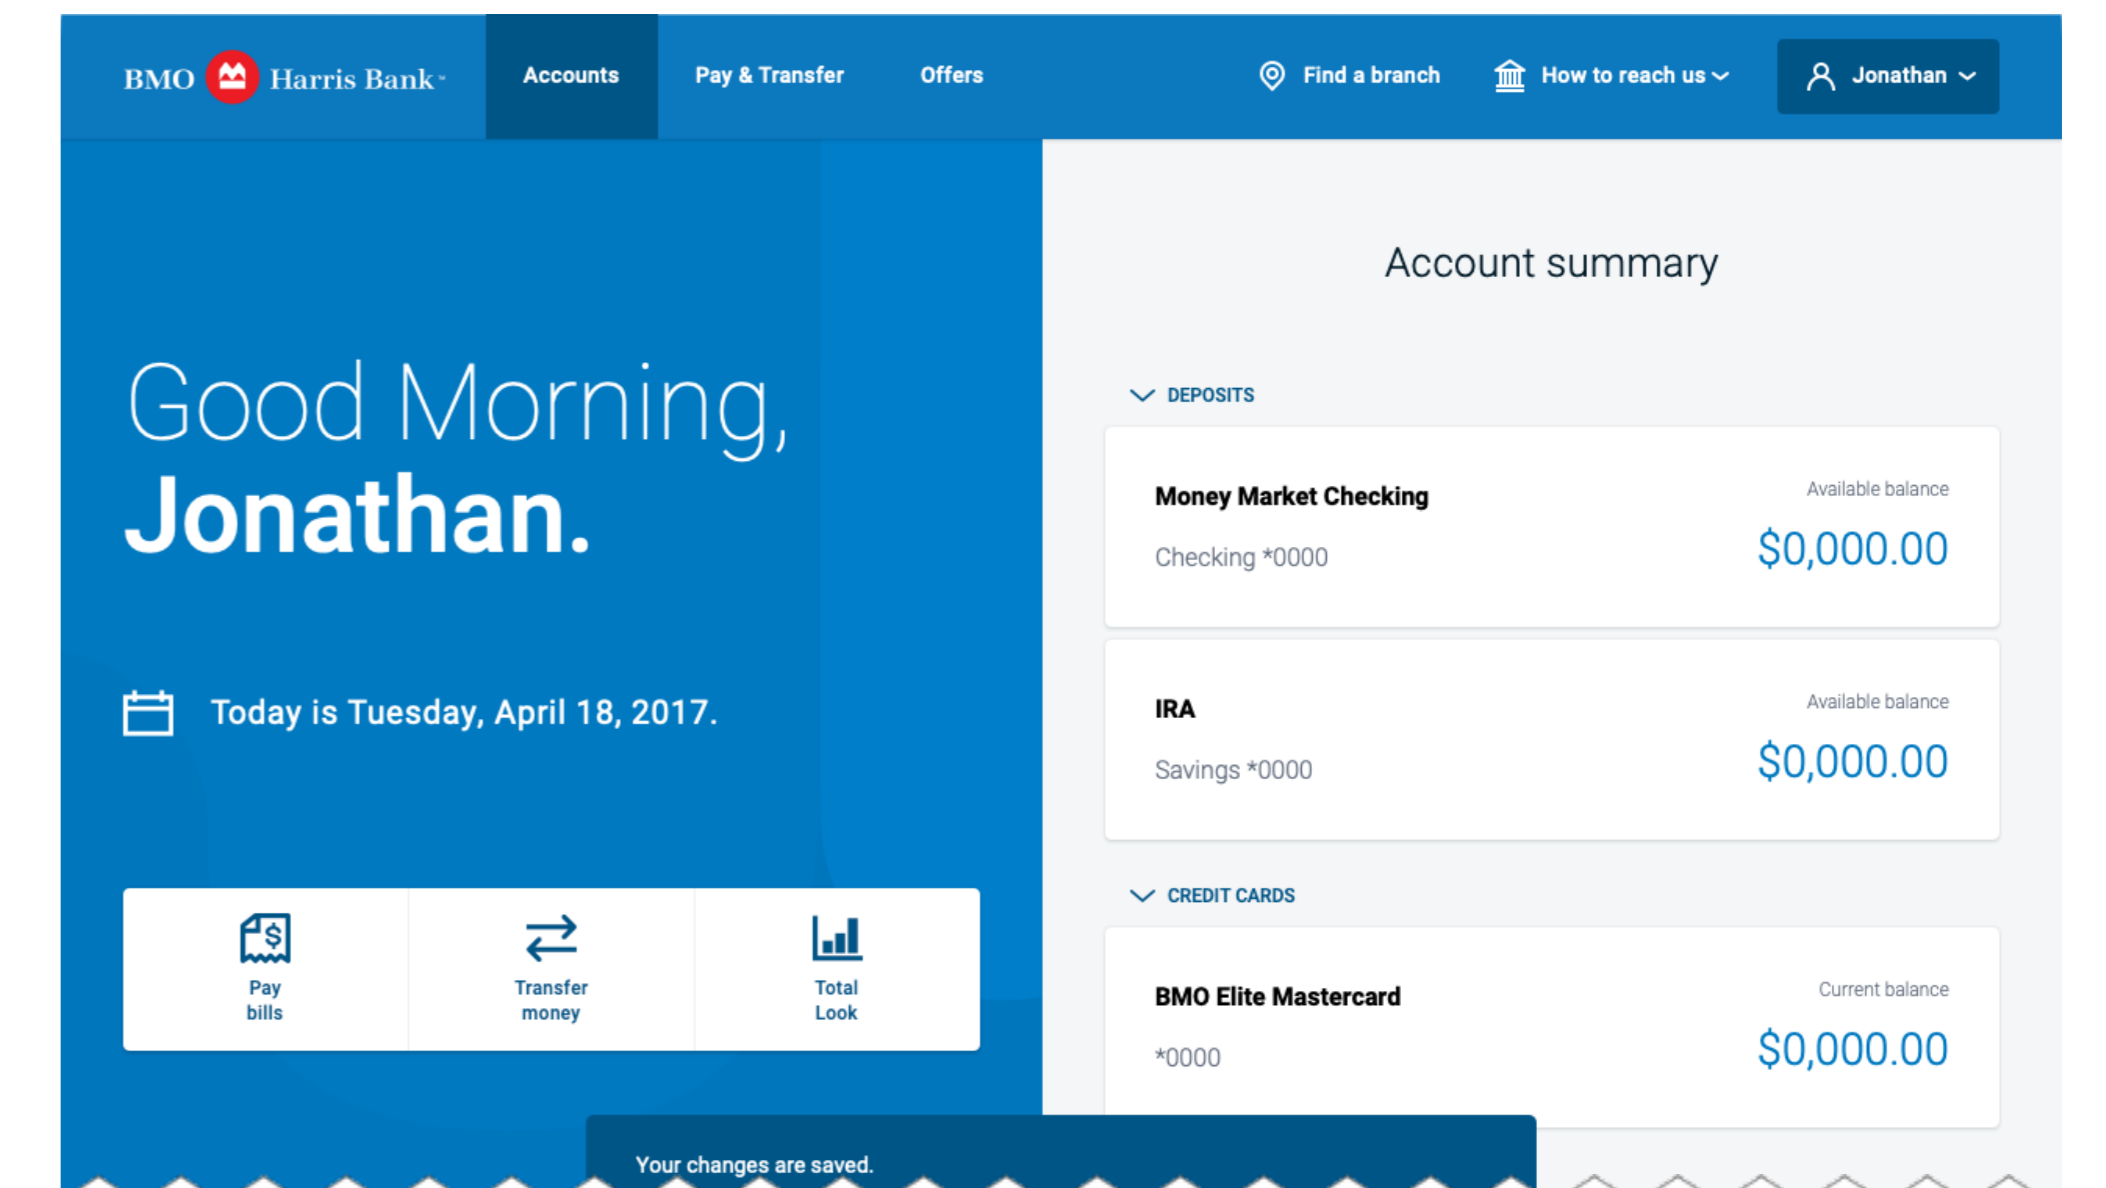 BMO Harris Bank
Accounts
Pay & Transfer
Offers
Find a branch
How to reach us
Jonathan
Good Morning,
Jonathan.
Today is Tuesday, April 18, 2017.
Pay
bills
Transfer
money
Total
Look
Account summary
DEPOSITS
Money Market Checking
Available balance
Checking *0000
$0,000.00
IRA
Available balance
Savings *0000
$0,000.00
CREDIT CARDS
BMO Elite Mastercard
Current balance
*0000
$0,000.00
Your changes are saved.